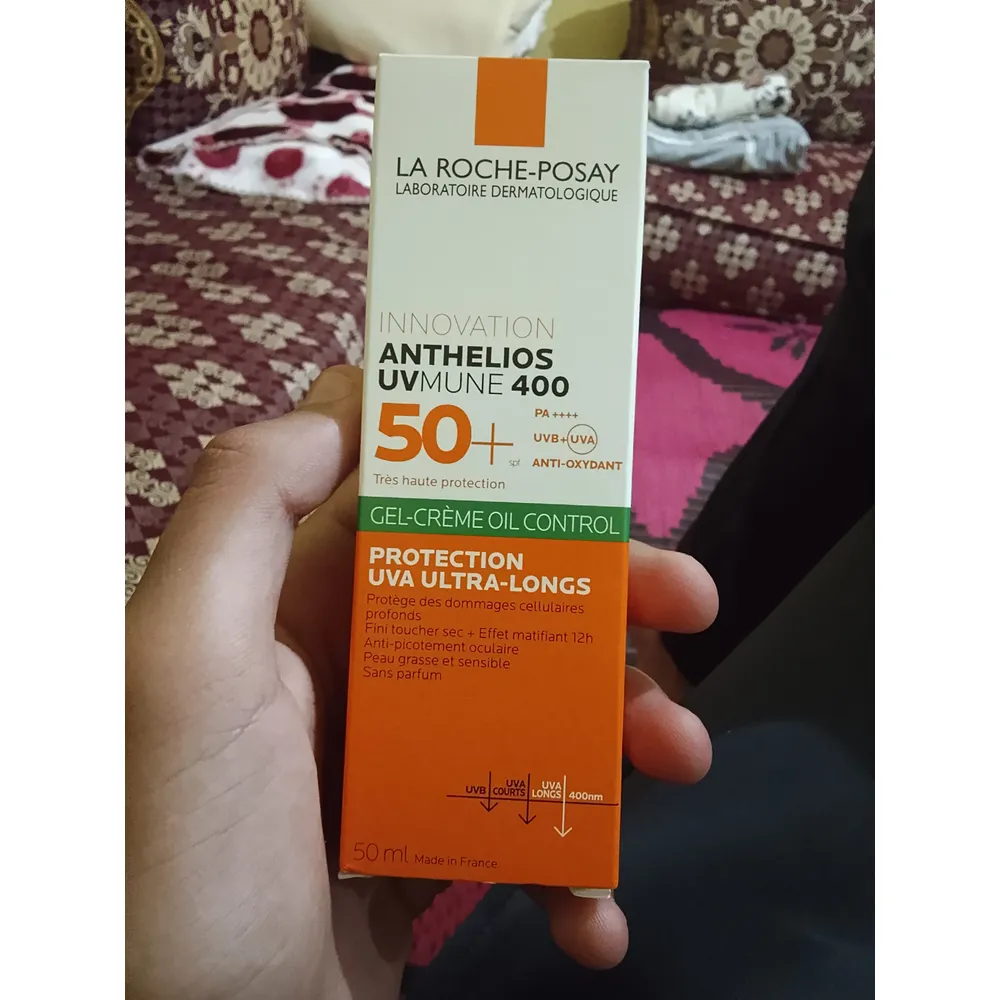 LA ROCHE-POSAY
LABORATOIRE DERMATOLOGIQUE
INNOVATION
ANTHELIOS
UVMUNE 400
50+ spf
PA ++++
UVB+UVA
ANTI-OXYDANT
Très haute protection
GEL-CRÈME OIL CONTROL
PROTECTION
UVA ULTRA-LONGS
Protège des dommages cellulaires
profonds
Fini toucher sec + Effet matifiant 12h
Anti-picotement oculaire
Peau grasse et sensible
Sans parfum
UVB
UVA
COURTS
UVA
LONGS
400nm
50 ml Made in France